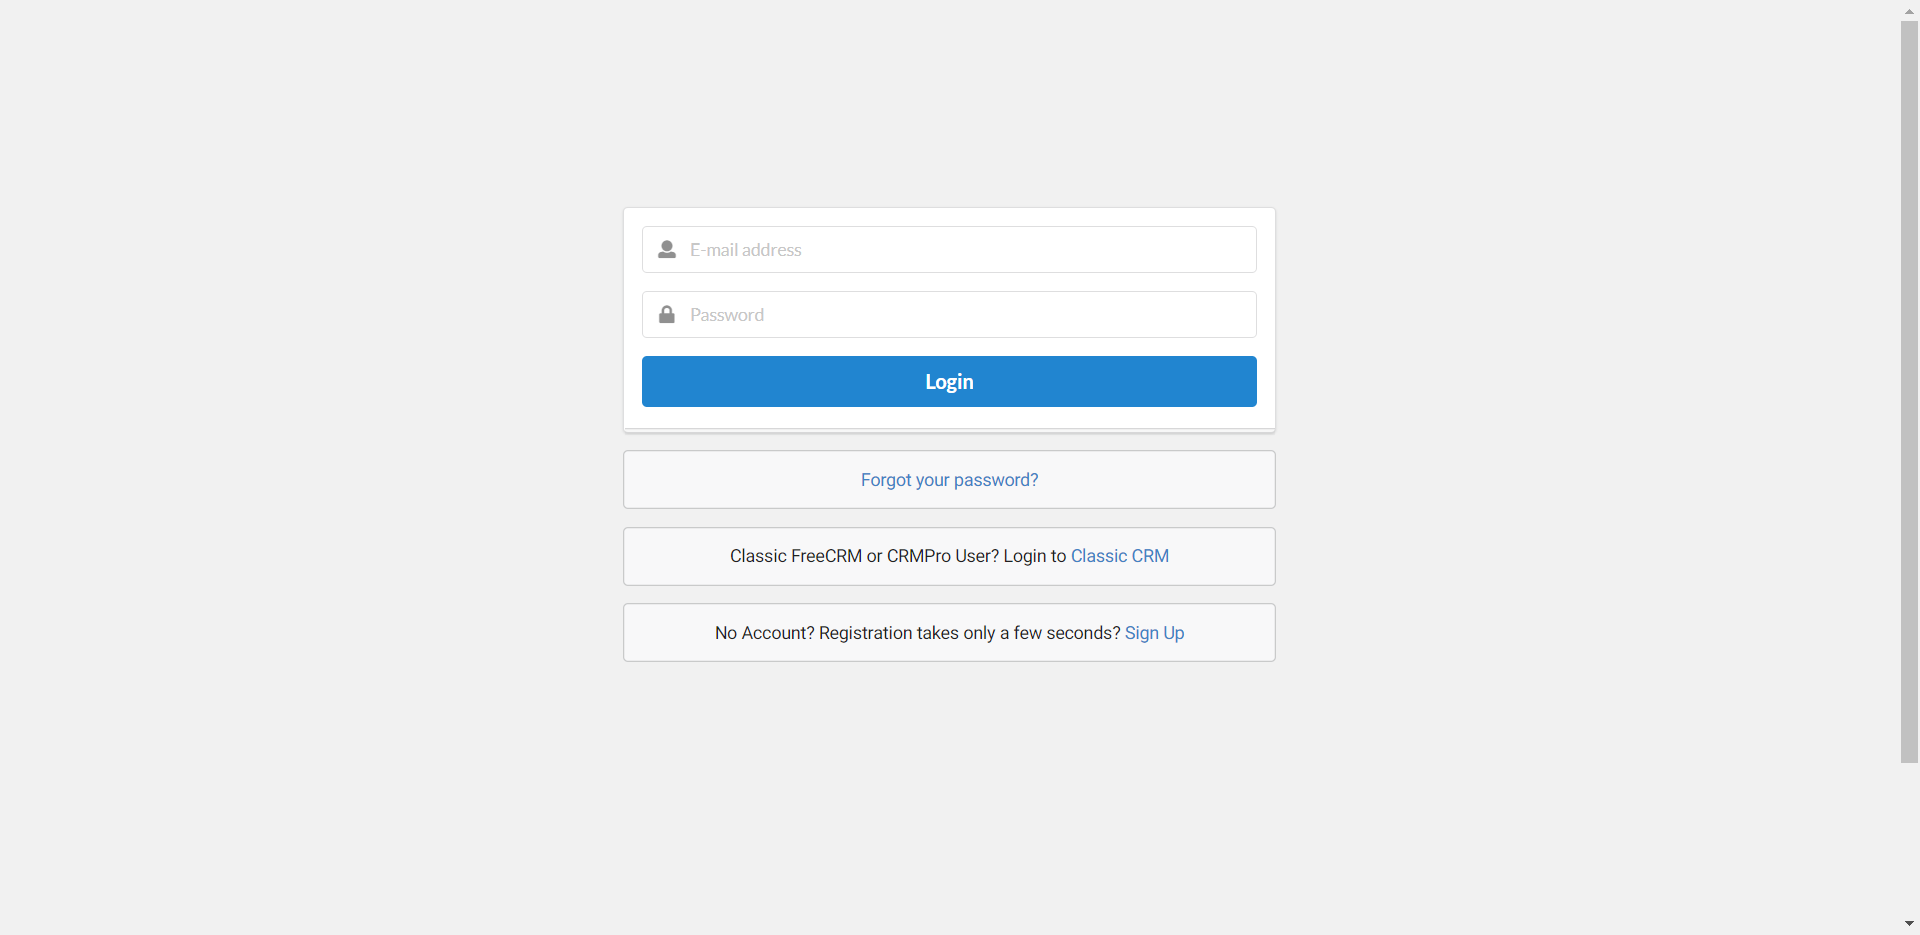 E-mail address
Password
Login
Forgot your password?
Classic FreeCRM or CRMPro User? Login to Classic CRM
No Account? Registration takes only a few seconds? Sign Up